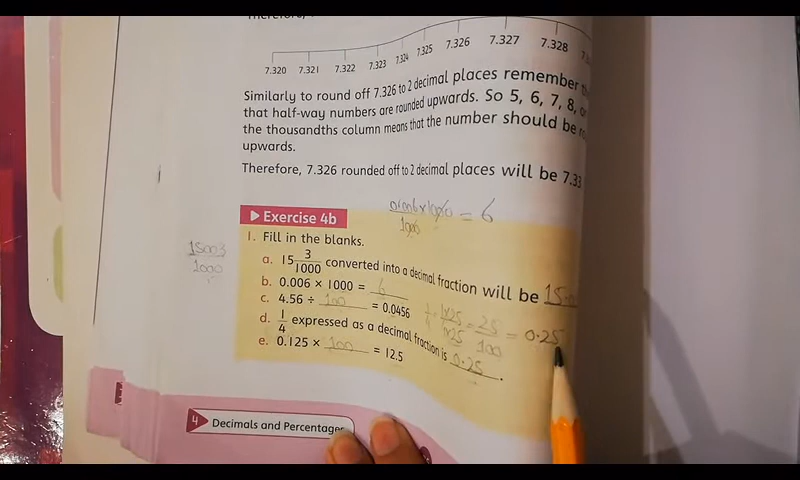 7.320 7.321 7.322 7.323 7.324 7.325 7.326 7.327 7.328
Similarly to round off 7.326 to 2 decimal places remember
that half-way numbers are rounded upwards. So 5, 6, 7, 8,
the thousandths column means that the number should be
upwards.
Therefore, 7.326 rounded off to 2 decimal places will be 7.33
0.006 × 1000 / 1000 = 6
Exercise 4b
1. Fill in the blanks.
15003 / 1000
a. 15 3/1000 converted into a decimal fraction will be
b. 0.006 × 1000 = 6
c. 4.56 ÷ 100 = 0.0456
d. 1/4 expressed as a decimal fraction is 0.25.
= 25/100 = 0.25
e. 0.125 × 100 = 12.5
4 Decimals and Percentage